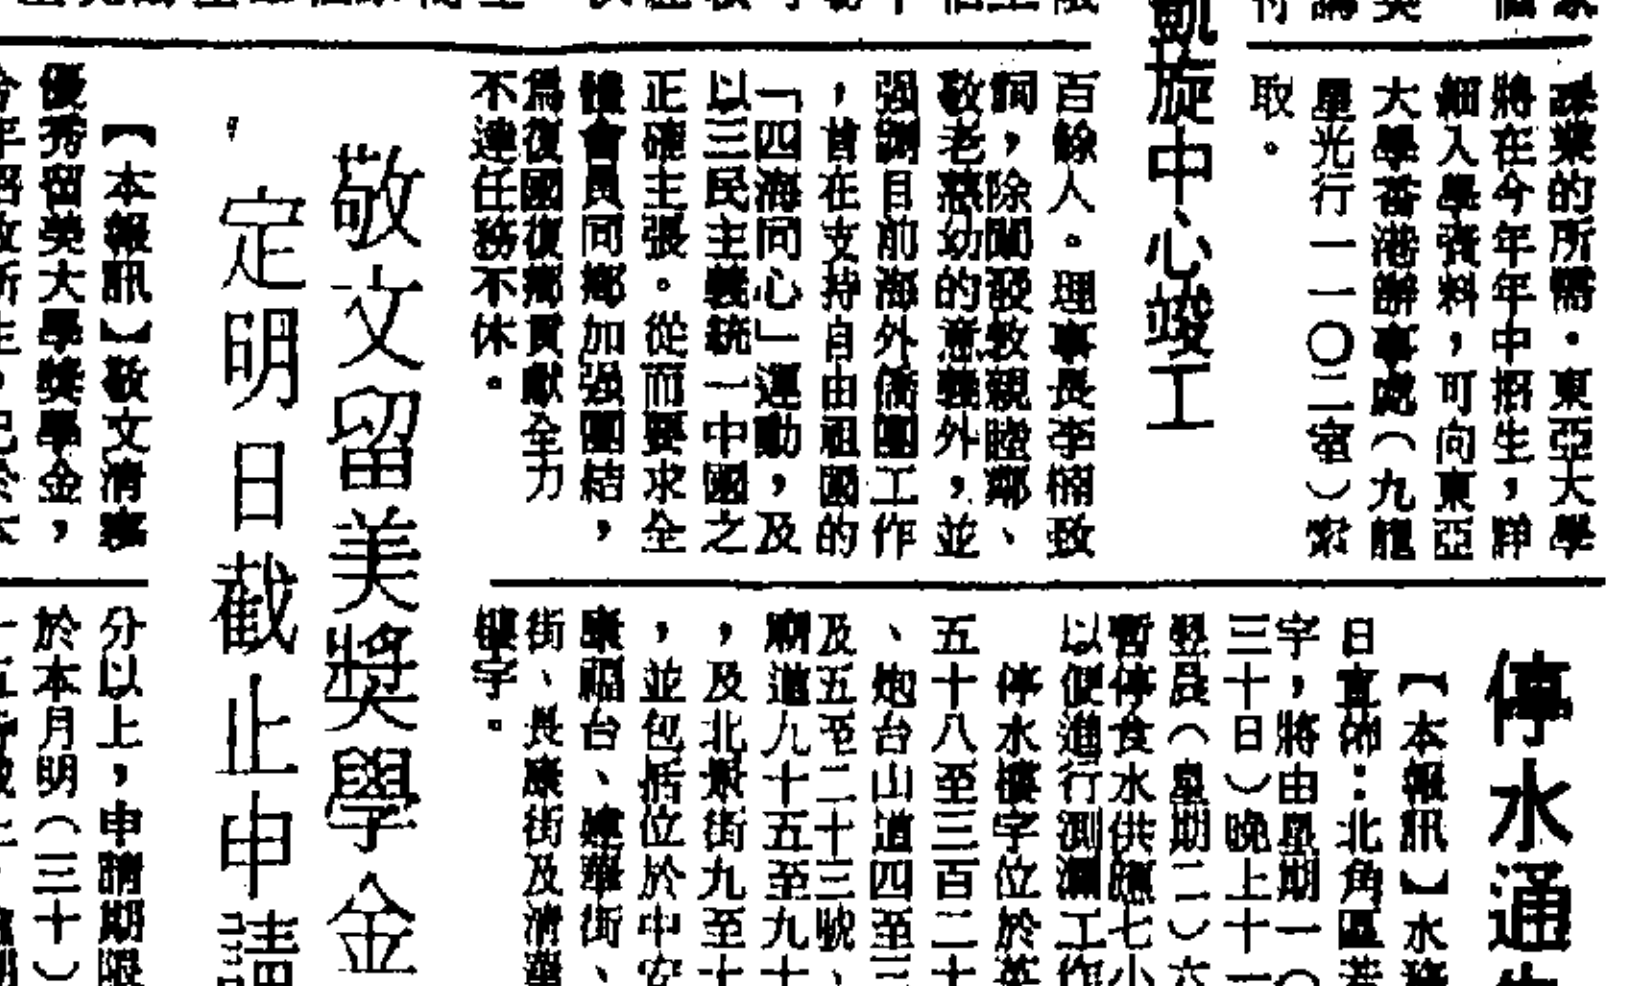 課業的所需。東亞大學
將在今年年中招生，詳
細入學資料，可向東亞
大學香港辦事處（九龍
星光行一一〇二室）索
取。
凱旋中心竣工
百餘人。理事長李楠致
詞，除闡發敦親睦鄰、
敬老慈幼的意義外，並
强調目前海外僑團工作
，首在支持自由祖國的
「四海同心」運動，及
以三民主義統一中國之
正確主張。從而要求全
體會員同鄉加强團結，
爲復國復鄉貢獻全力
不達任務不休。
敬文留美獎學金
定明日截止申請
【本報訊】敬文清寒
優秀留美大學獎學金，
停水通
【本報訊】水務
日宣佈：北角區若
字，將由星期一（
三十日）晚上十一
翌晨（星期二）六
暫停食水供應七小
以便進行測漏工作
停水樓宇位於英
五十八至三百二十
、炮台山道四至三
及五至二十三號、
廟道九十五至九十
，及北景街九至十
，並包括位於中安
康福台、建華街、
街、長康街及清華
樓宇。
分以上，申請期限
於本月明（三十）